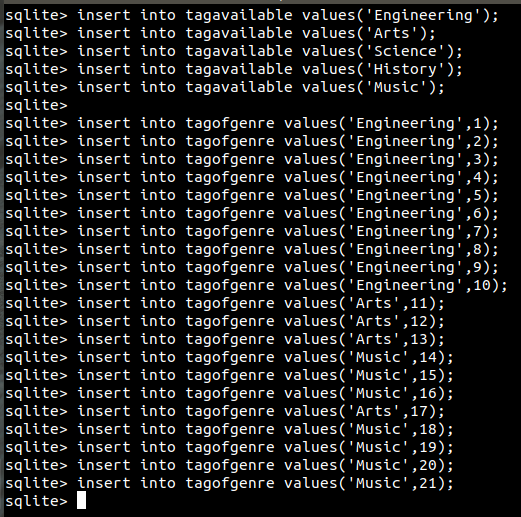 sqlite> insert into tagavailable values('Engineering');
sqlite> insert into tagavailable values('Arts');
sqlite> insert into tagavailable values('Science');
sqlite> insert into tagavailable values('History');
sqlite> insert into tagavailable values('Music');
sqlite>
sqlite> insert into tagofgenre values('Engineering',1);
sqlite> insert into tagofgenre values('Engineering',2);
sqlite> insert into tagofgenre values('Engineering',3);
sqlite> insert into tagofgenre values('Engineering',4);
sqlite> insert into tagofgenre values('Engineering',5);
sqlite> insert into tagofgenre values('Engineering',6);
sqlite> insert into tagofgenre values('Engineering',7);
sqlite> insert into tagofgenre values('Engineering',8);
sqlite> insert into tagofgenre values('Engineering',9);
sqlite> insert into tagofgenre values('Engineering',10);
sqlite> insert into tagofgenre values('Arts',11);
sqlite> insert into tagofgenre values('Arts',12);
sqlite> insert into tagofgenre values('Arts',13);
sqlite> insert into tagofgenre values('Music',14);
sqlite> insert into tagofgenre values('Music',15);
sqlite> insert into tagofgenre values('Music',16);
sqlite> insert into tagofgenre values('Arts',17);
sqlite> insert into tagofgenre values('Music',18);
sqlite> insert into tagofgenre values('Music',19);
sqlite> insert into tagofgenre values('Music',20);
sqlite> insert into tagofgenre values('Music',21);
sqlite>